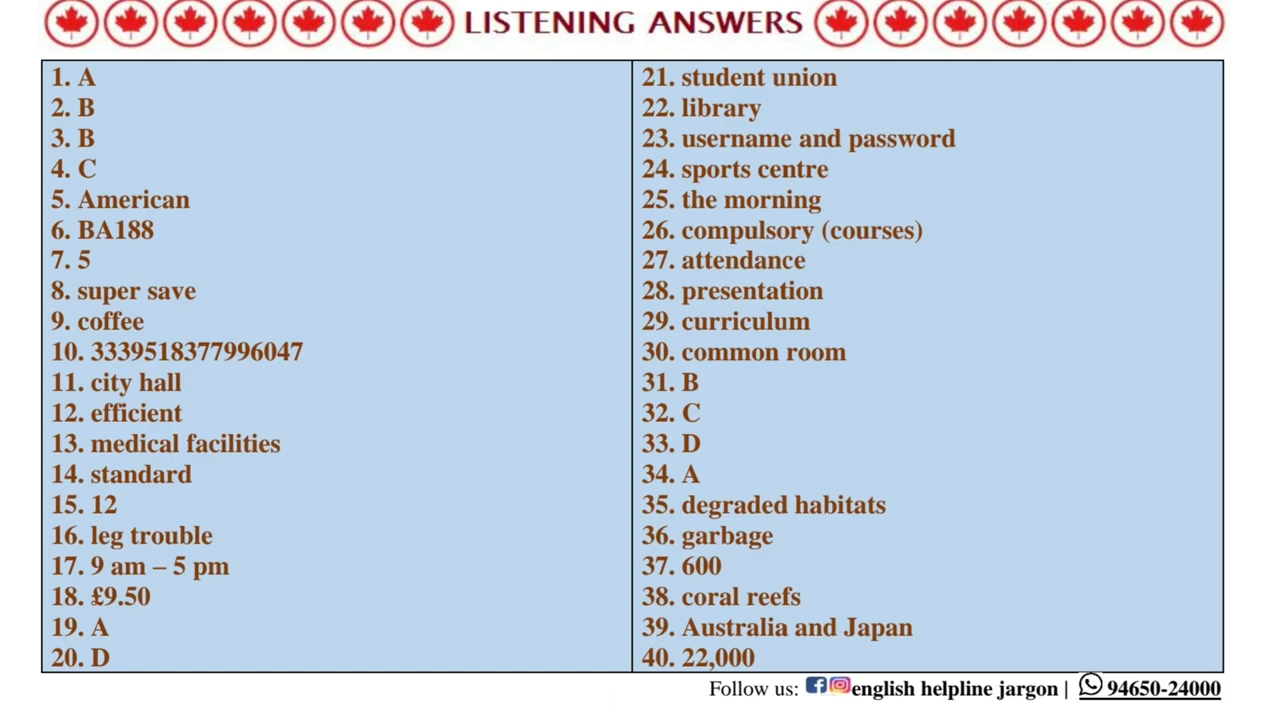 LISTENING ANSWERS
1. A
2. B
3. B
4. C
5. American
6. BA188
7. 5
8. super save
9. coffee
10. 3339518377996047
11. city hall
12. efficient
13. medical facilities
14. standard
15. 12
16. leg trouble
17. 9 am – 5 pm
18. £9.50
19. A
20. D
21. student union
22. library
23. username and password
24. sports centre
25. the morning
26. compulsory (courses)
27. attendance
28. presentation
29. curriculum
30. common room
31. B
32. C
33. D
34. A
35. degraded habitats
36. garbage
37. 600
38. coral reefs
39. Australia and Japan
40. 22,000
Follow us: english helpline jargon | 94650-24000